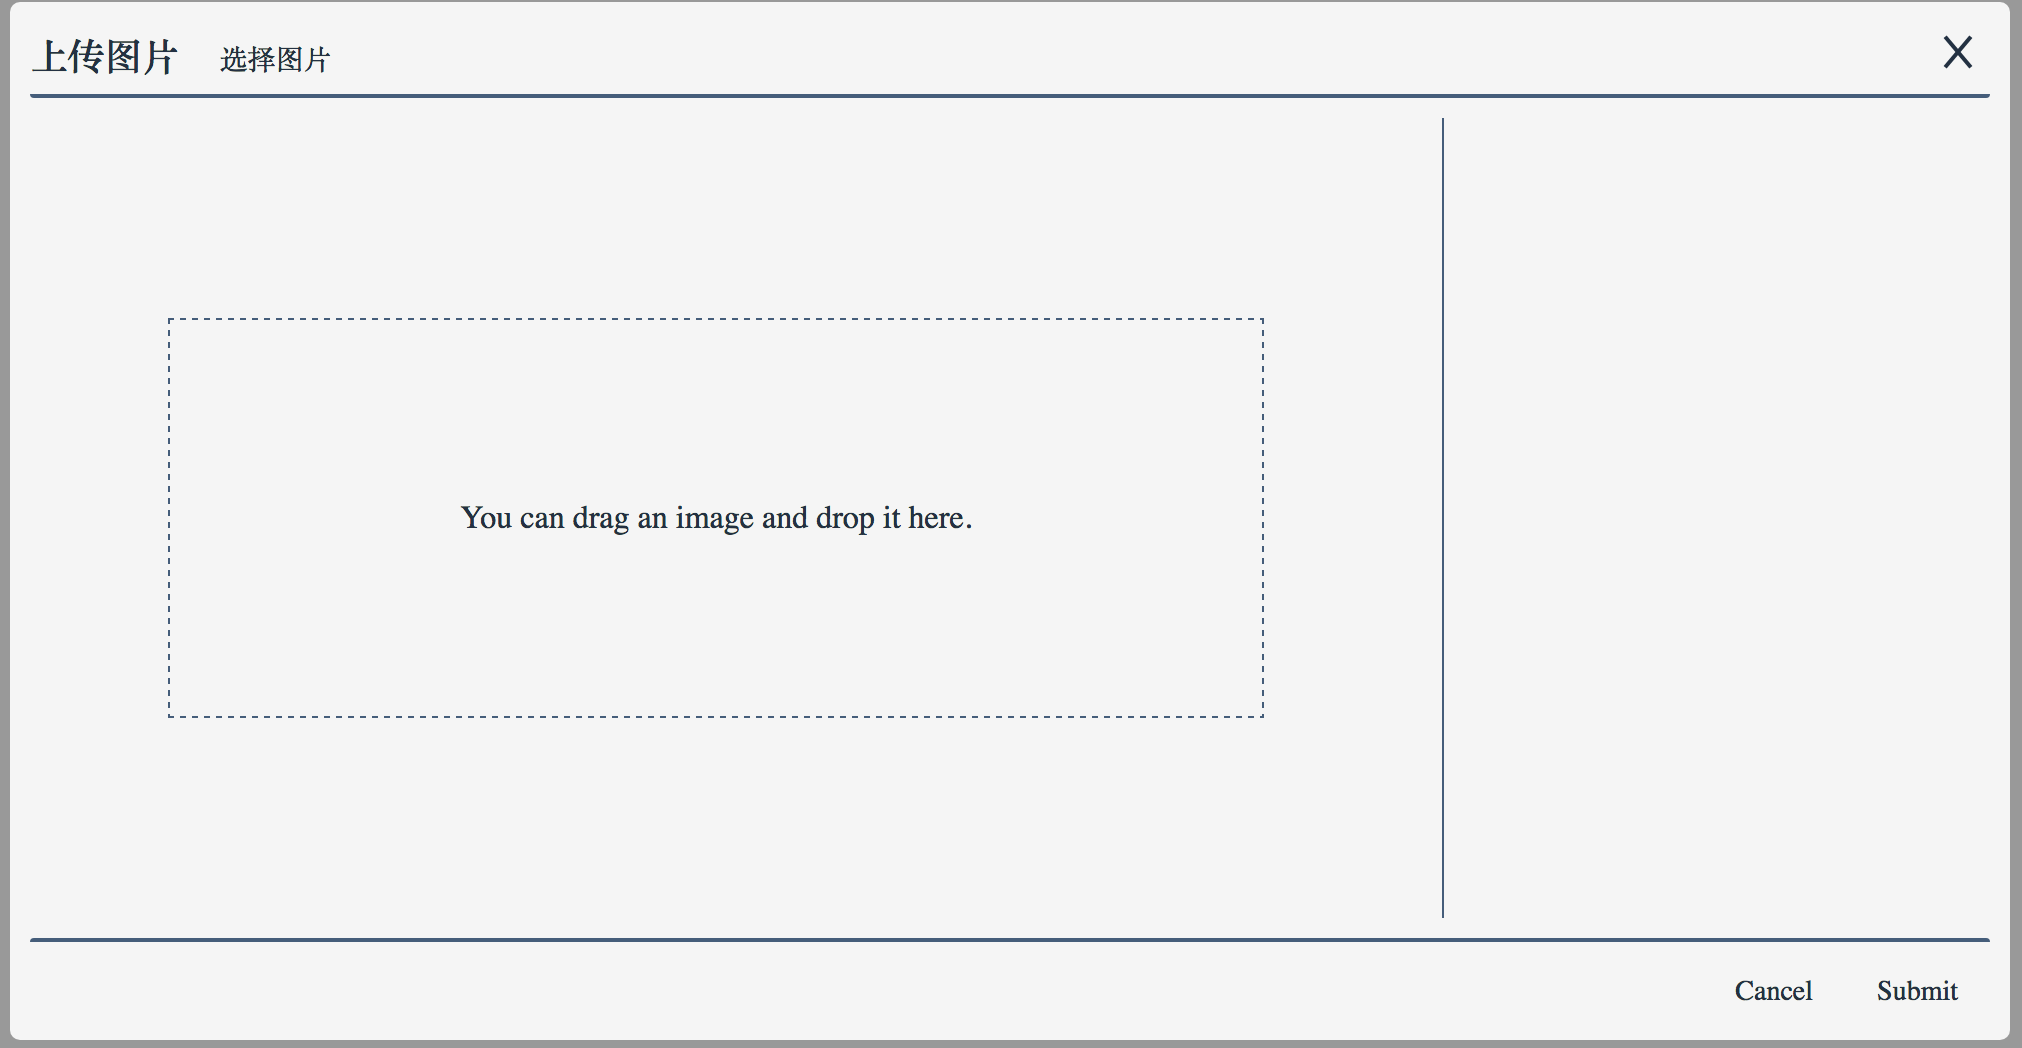 上传图片 选择图片
You can drag an image and drop it here.
Cancel Submit